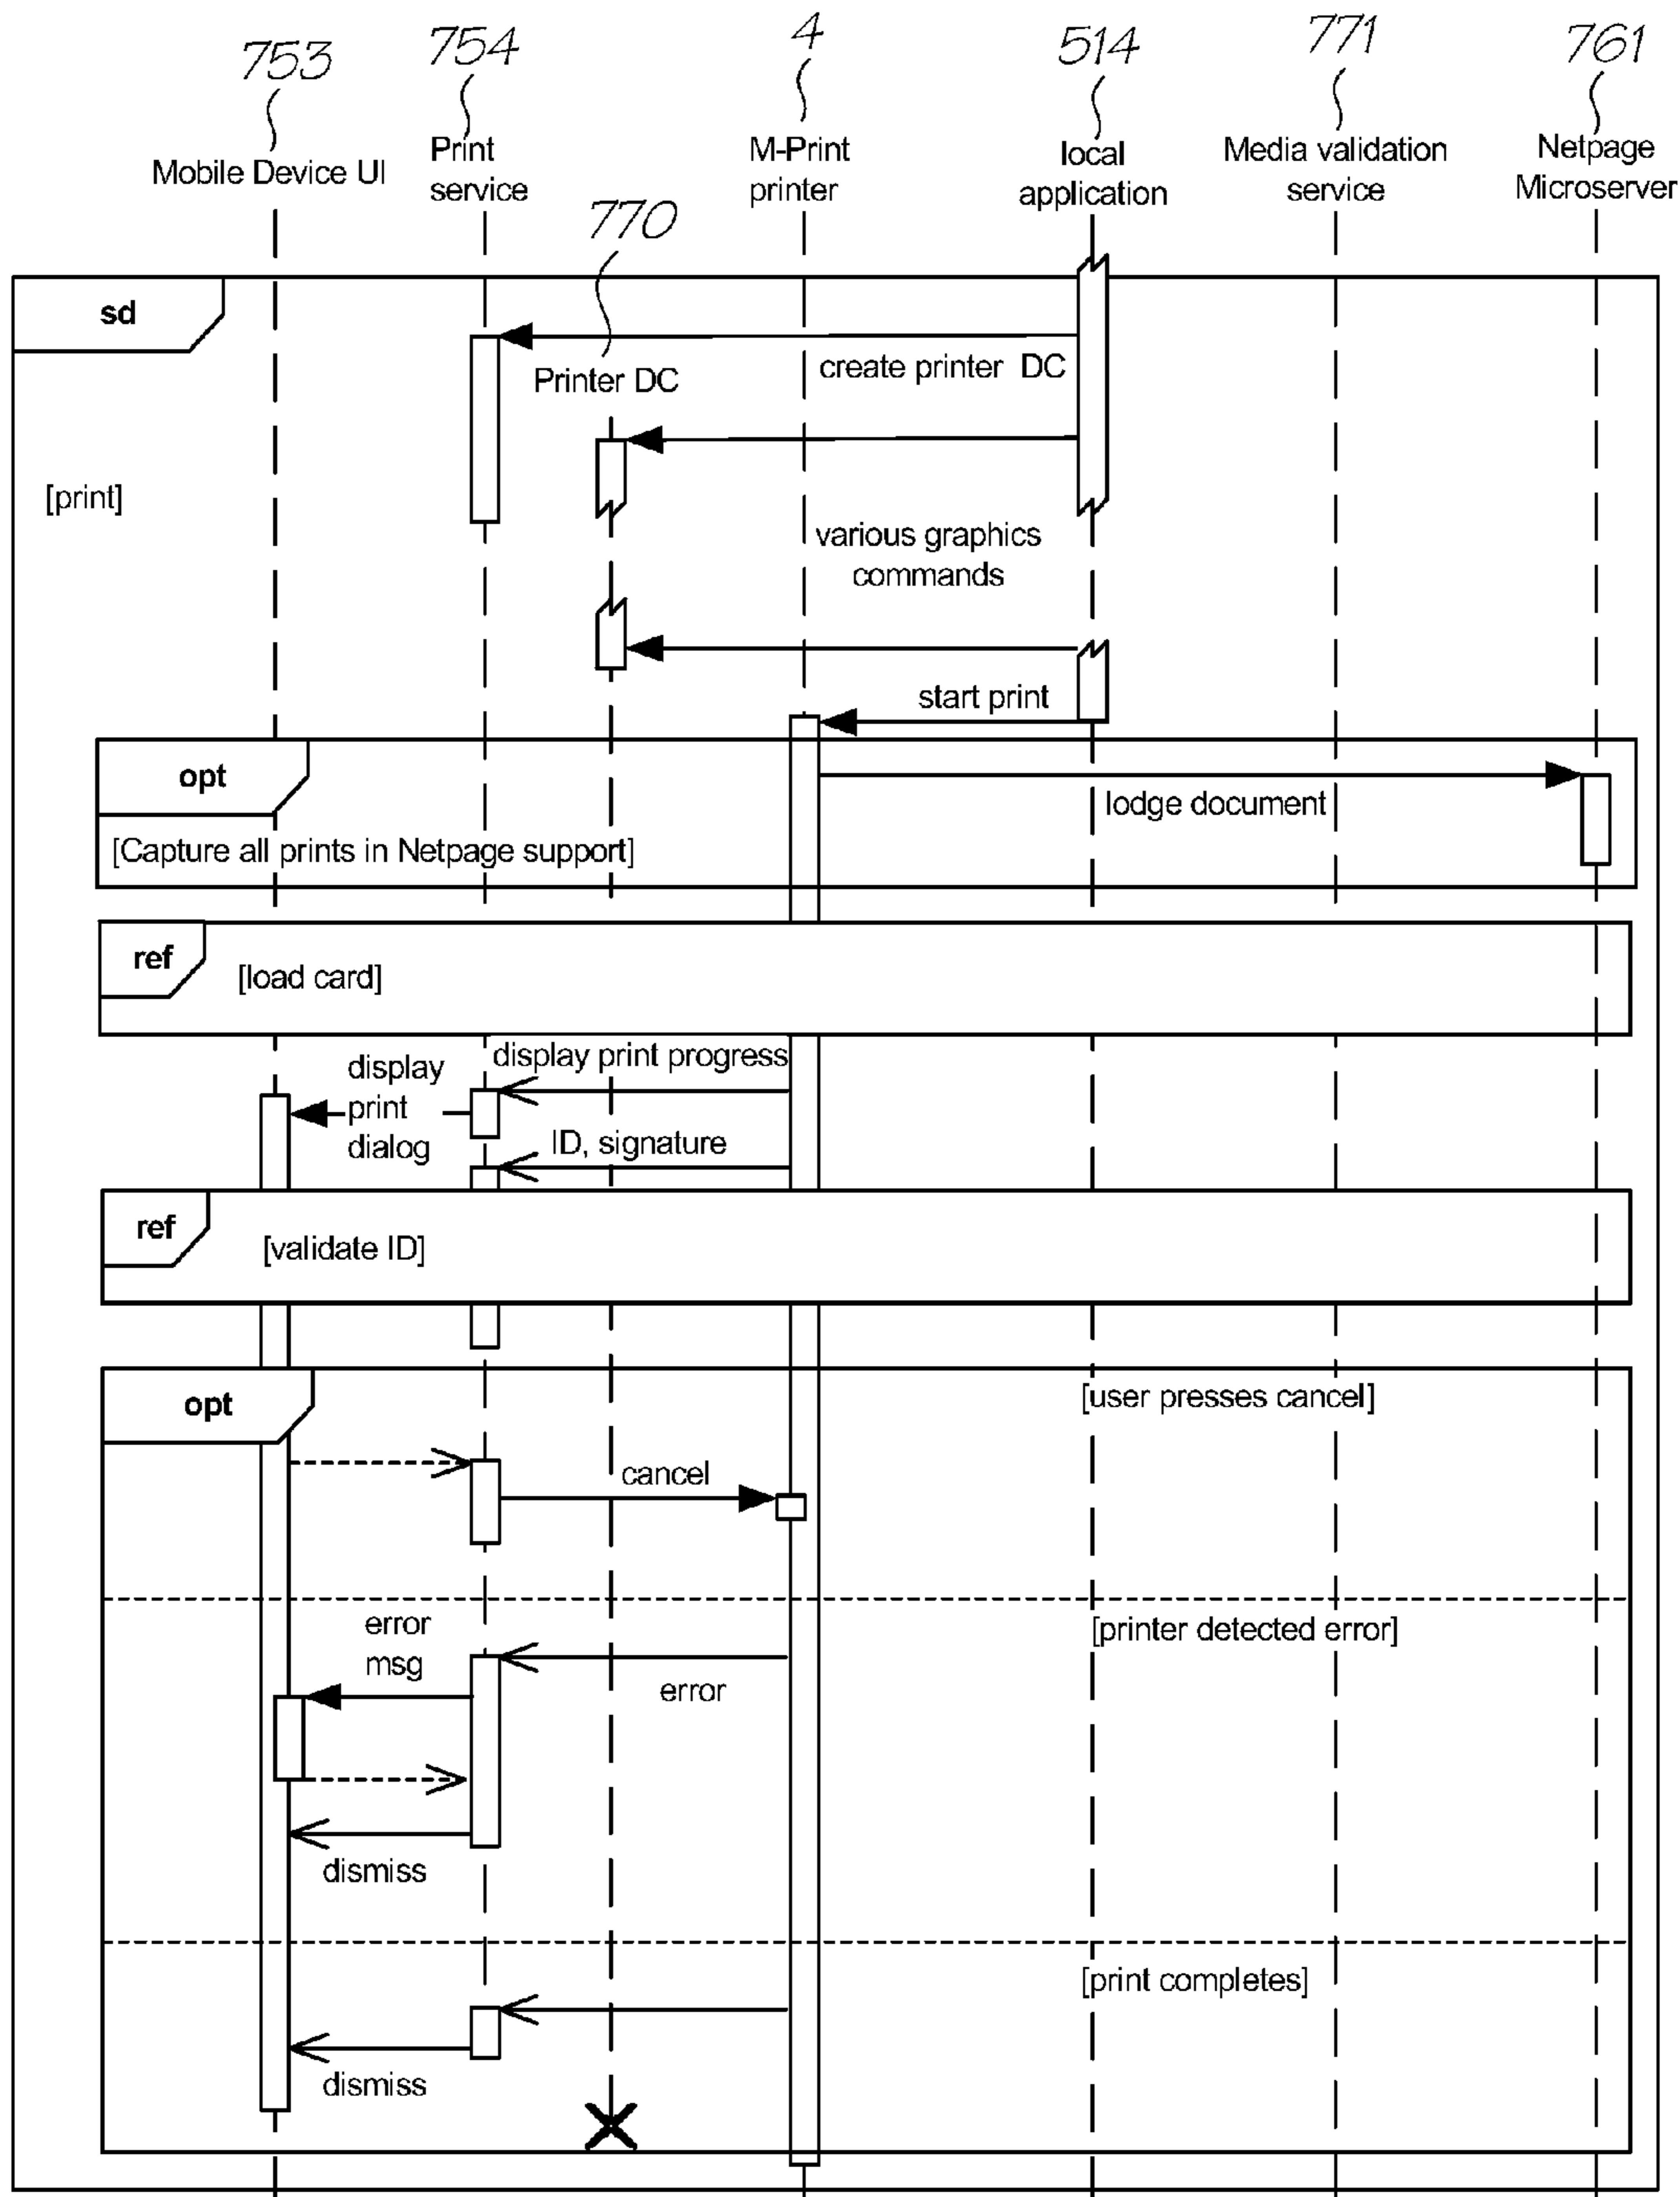 753
754
4
514
771
761
Mobile Device UI
Print
service
M-Print
printer
local
application
Media validation
service
Netpage
Microserver
770
sd
Printer DC
create printer DC
[print]
various graphics
commands
start print
opt
lodge document
[Capture all prints in Netpage support]
ref
[load card]
display print progress
display
print
dialog
ID, signature
ref
[validate ID]
opt
[user presses cancel]
cancel
[printer detected error]
error
msg
error
dismiss
[print completes]
dismiss